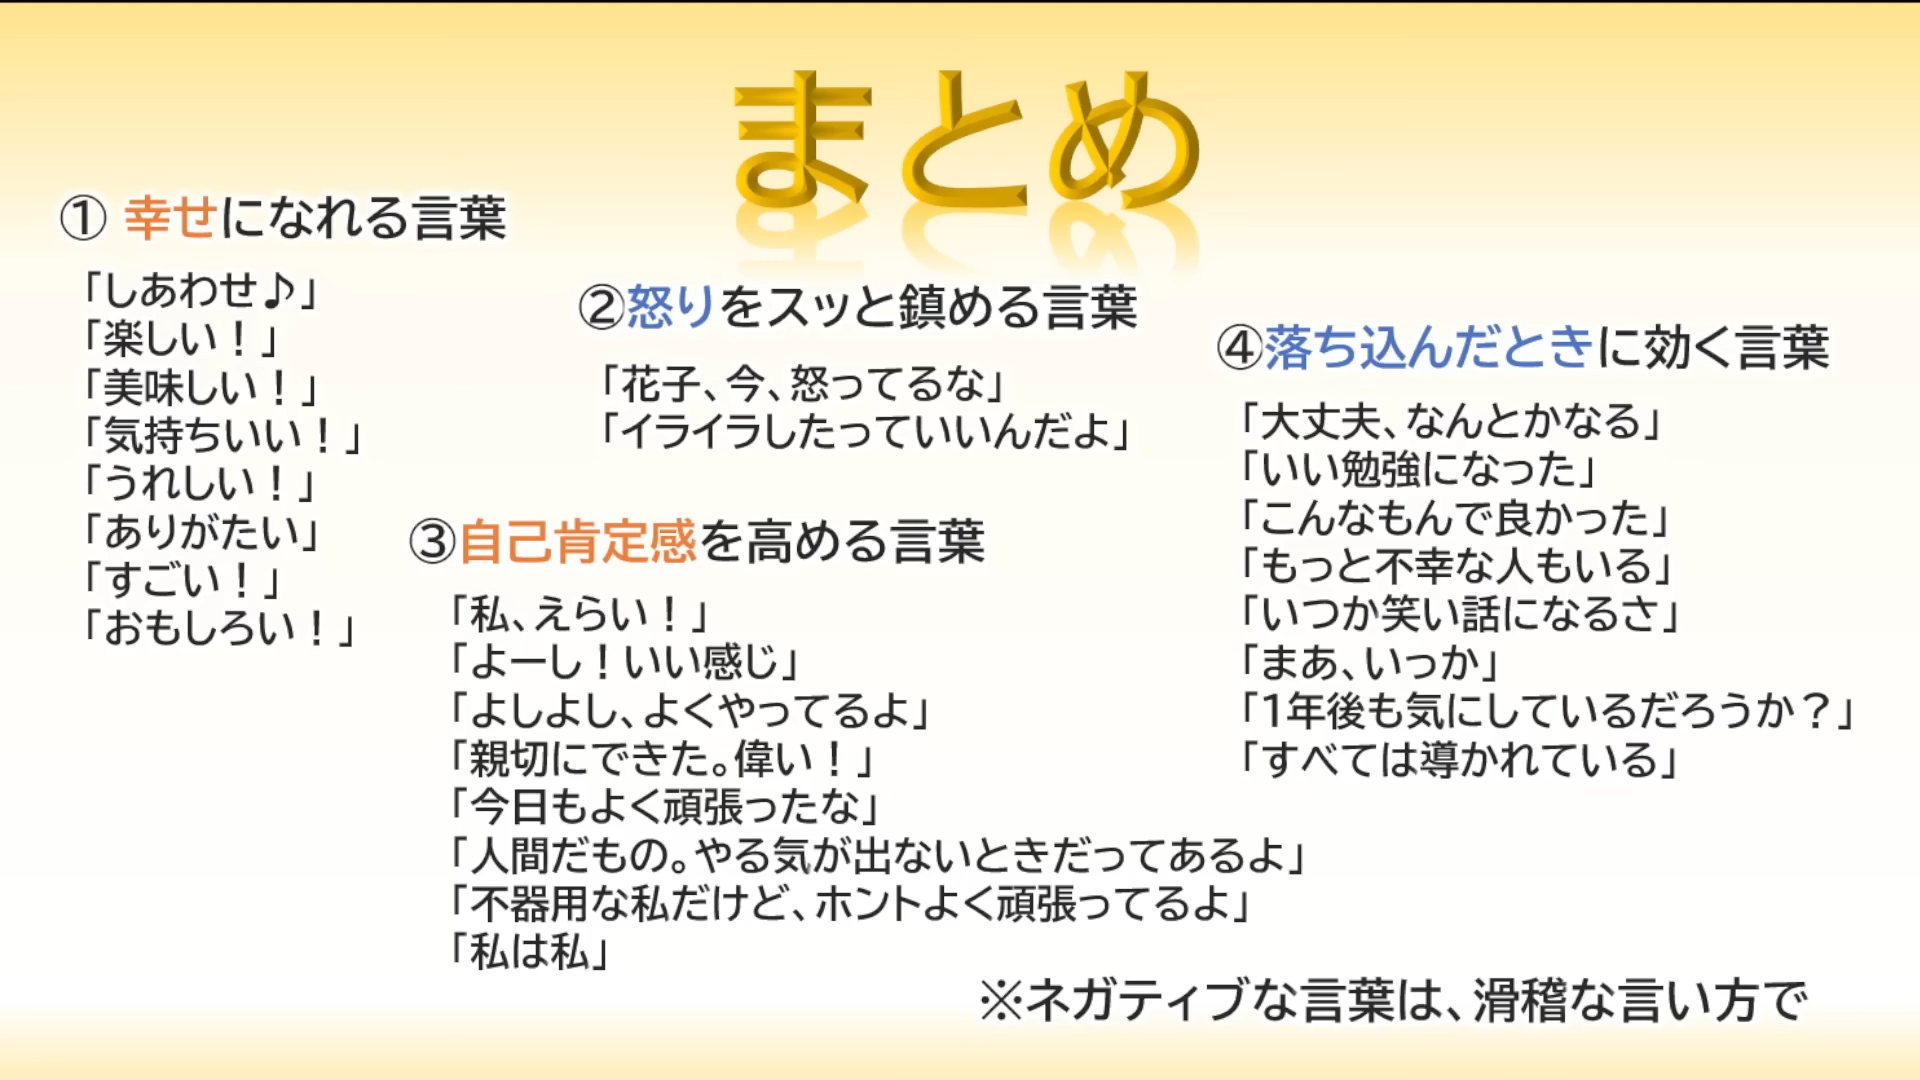 まとめ
① 幸せになれる言葉
「しあわせ♪」
「楽しい！」
「美味しい！」
「気持ちいい！」
「うれしい！」
「ありがたい」
「すごい！」
「おもしろい！」
②怒りをスッと鎮める言葉
「花子、今、怒ってるな」
「イライラしたっていいんだよ」
③自己肯定感を高める言葉
「私、えらい！」
「よーし！いい感じ」
「よしよし、よくやってるよ」
「親切にできた。偉い！」
「今日もよく頑張ったな」
「人間だもの。やる気が出ないときだってあるよ」
「不器用な私だけど、ホントよく頑張ってるよ」
「私は私」
④落ち込んだときに効く言葉
「大丈夫、なんとかなる」
「いい勉強になった」
「こんなもんで良かった」
「もっと不幸な人もいる」
「いつか笑い話になるさ」
「まあ、いっか」
「1年後も気にしているだろうか？」
「すべては導かれている」
※ネガティブな言葉は、滑稽な言い方で